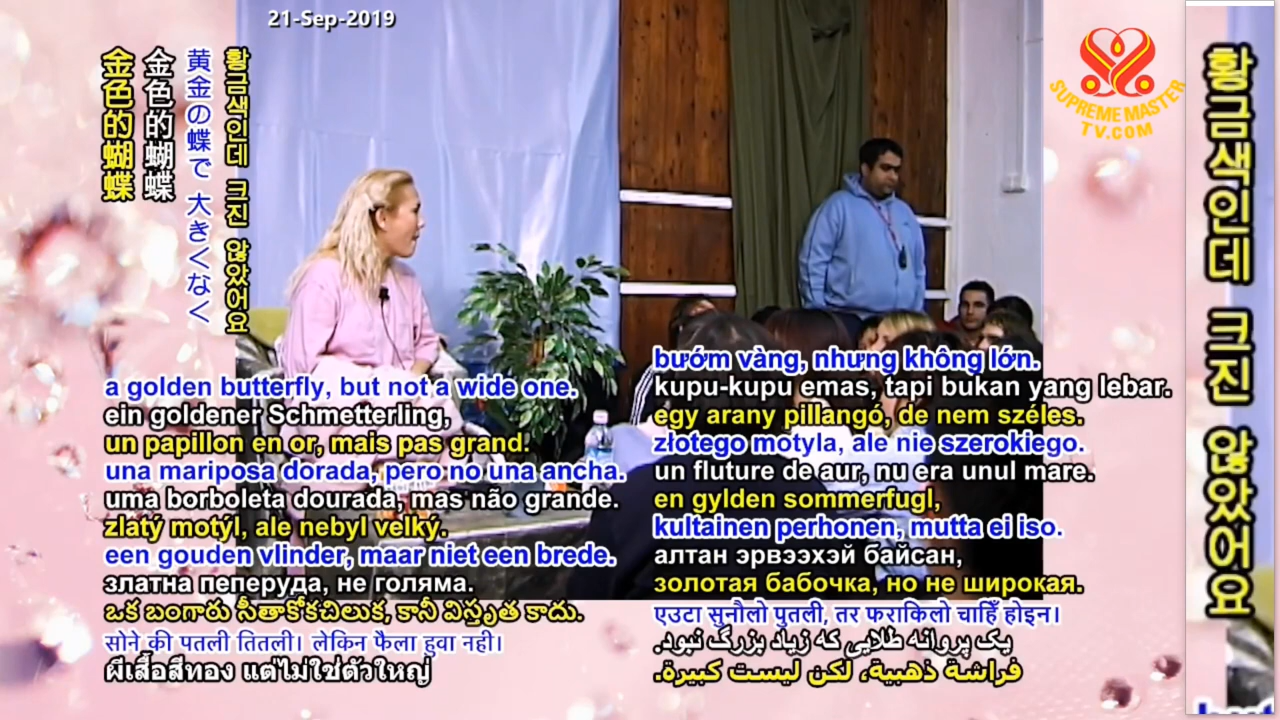 21-Sep-2019
金色的蝴蝶
金色的蝴蝶
黄金の蝶で 大きくなく
황금색인데 크진 않았어요
SUPREME MASTER
TV.COM
황금색인데 크진 않았어요
a golden butterfly, but not a wide one.
ein goldener Schmetterling,
un papillon en or, mais pas grand.
una mariposa dorada, pero no una ancha.
uma borboleta dourada, mas não grande.
zlatý motýl, ale nebyl velký.
een gouden vlinder, maar niet een brede.
златна пеперуда, не голяма.
ఒక బంగారు సీతాకోకచిలుక, కానీ విస్తృత కాదు.
सोने की पतली तितली। लेकिन फैला हुवा नही।
ผีเสื้อสีทอง แต่ไม่ใช่ตัวใหญ่
bướm vàng, nhưng không lớn.
kupu-kupu emas, tapi bukan yang lebar.
egy arany pillangó, de nem széles.
złotego motyla, ale nie szerokiego.
un fluture de aur, nu era unul mare.
en gylden sommerfugl,
kultainen perhonen, mutta ei iso.
алтан эрвээхэй байсан,
золотая бабочка, но не широкая.
एउटा सुनौलो पुतली, तर फराकिलो चाहिँ होइन।
یک پروانه طلایی که زیاد بزرگ نبود.
فراشة ذهبية، لكن ليست كبيرة.